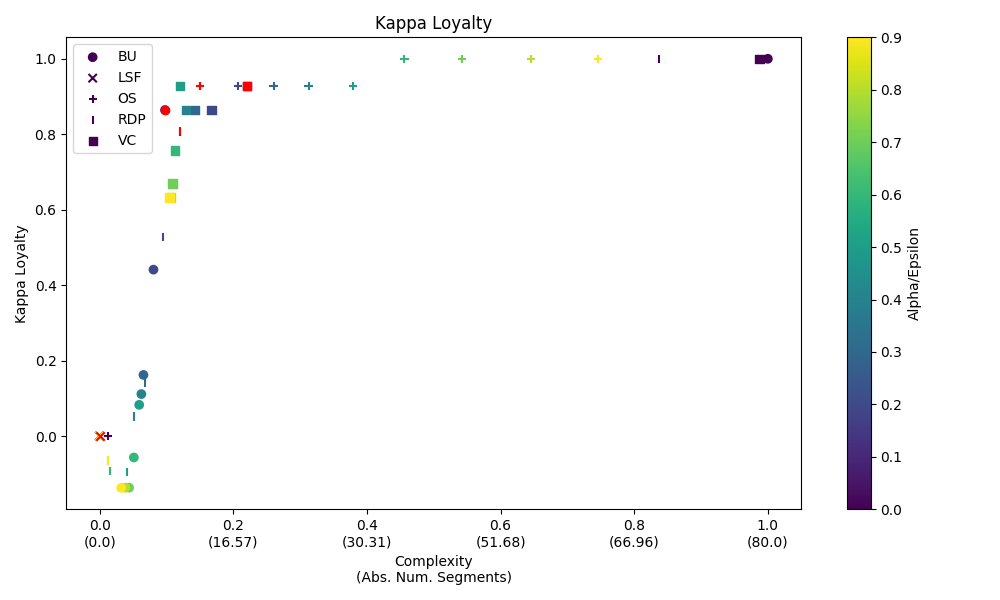 Kappa Loyalty
BU
LSF
OS
RDP
VC
Kappa Loyalty
1.0
0.8
0.6
0.4
0.2
0.0
0.0 0.2 0.4 0.6 0.8 1.0
(0.0) (16.57) (30.31) (51.68) (66.96) (80.0)
Complexity
(Abs. Num. Segments)
0.9
0.8
0.7
0.6
0.5
0.4
0.3
0.2
0.1
0.0
Alpha/Epsilon